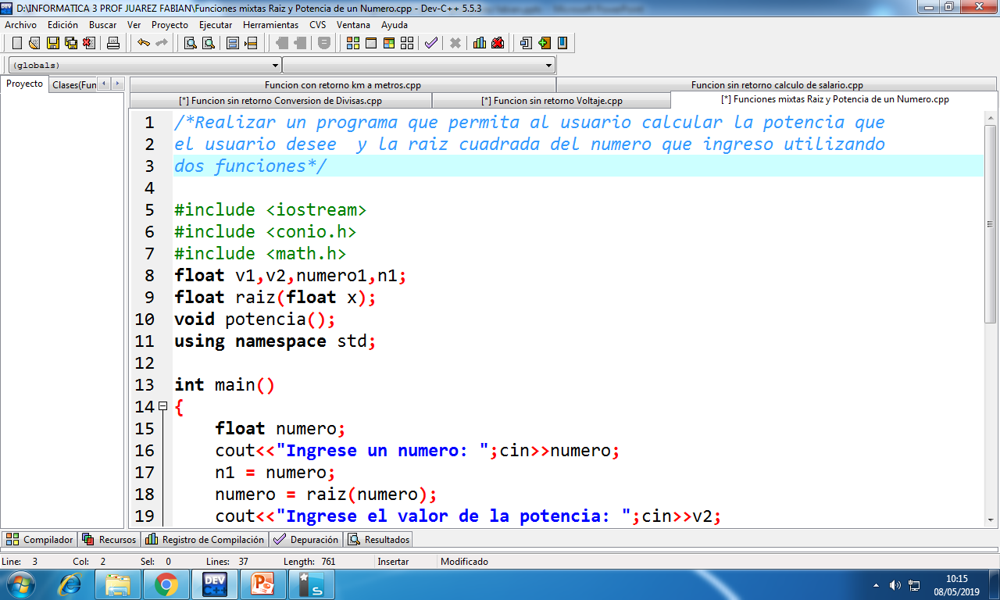 D:\INFORMATICA 3 PROF JUAREZ FABIAN\Funciones mixtas Raiz y Potencia de un Numero.cpp - Dev-C++ 5.5.3
Archivo Edición Buscar Ver Proyecto Ejecutar Herramientas CVS Ventana Ayuda
(globals)
Proyecto Clases(Fun
Funcion con retorno km a metros.cpp Funcion sin retorno calculo de salario.cpp
[*] Funcion sin retorno Conversion de Divisas.cpp [*] Funcion sin retorno Voltaje.cpp [*] Funciones mixtas Raiz y Potencia de un Numero.cpp
1 /*Realizar un programa que permita al usuario calcular la potencia que
2 el usuario desee  y la raiz cuadrada del numero que ingreso utilizando
3 dos funciones*/
4
5 #include <iostream>
6 #include <conio.h>
7 #include <math.h>
8 float v1,v2,numero1,n1;
9 float raiz(float x);
10 void potencia();
11 using namespace std;
12
13 int main()
14 {
15     float numero;
16     cout<<"Ingrese un numero: ";cin>>numero;
17     n1 = numero;
18     numero = raiz(numero);
19     cout<<"Ingrese el valor de la potencia: ";cin>>v2;
Compilador Recursos Registro de Compilación Depuración Resultados
Line: 3 Col: 2 Sel: 0 Lines: 37 Length: 761 Insertar Modificado
DEV C++ S
10:15
08/05/2019